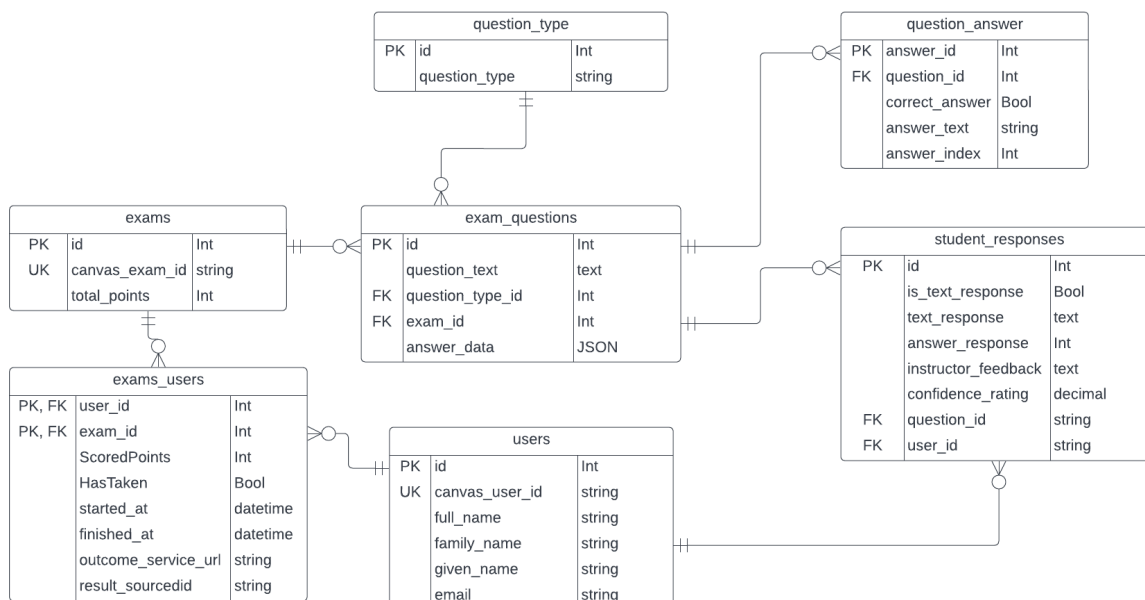 question_type
PK id Int
question_type string
question_answer
PK answer_id Int
FK question_id Int
correct_answer Bool
answer_text string
answer_index Int
exams
PK id Int
UK canvas_exam_id string
total_points Int
exam_questions
PK id Int
question_text text
FK question_type_id Int
FK exam_id Int
answer_data JSON
student_responses
PK id Int
is_text_response Bool
text_response text
answer_response Int
instructor_feedback text
confidence_rating decimal
FK question_id string
FK user_id string
exams_users
PK, FK user_id Int
PK, FK exam_id Int
ScoredPoints Int
HasTaken Bool
started_at datetime
finished_at datetime
outcome_service_url string
result_sourcedid string
users
PK id Int
UK canvas_user_id string
full_name string
family_name string
given_name string
email string